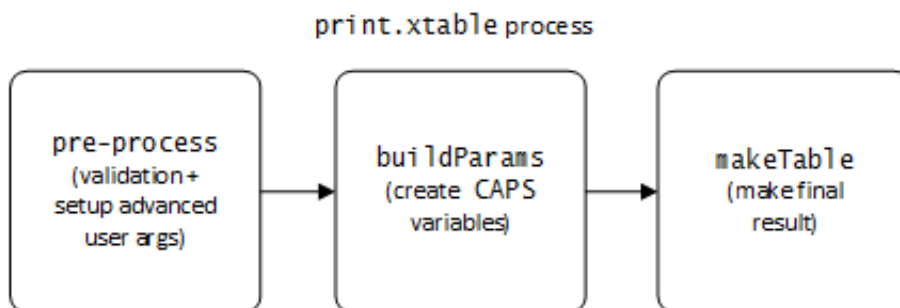 print.xtable process
pre-process
(validation +
setup advanced
user args)
buildParams
(create CAPS
variables)
makeTable
(make final
result)